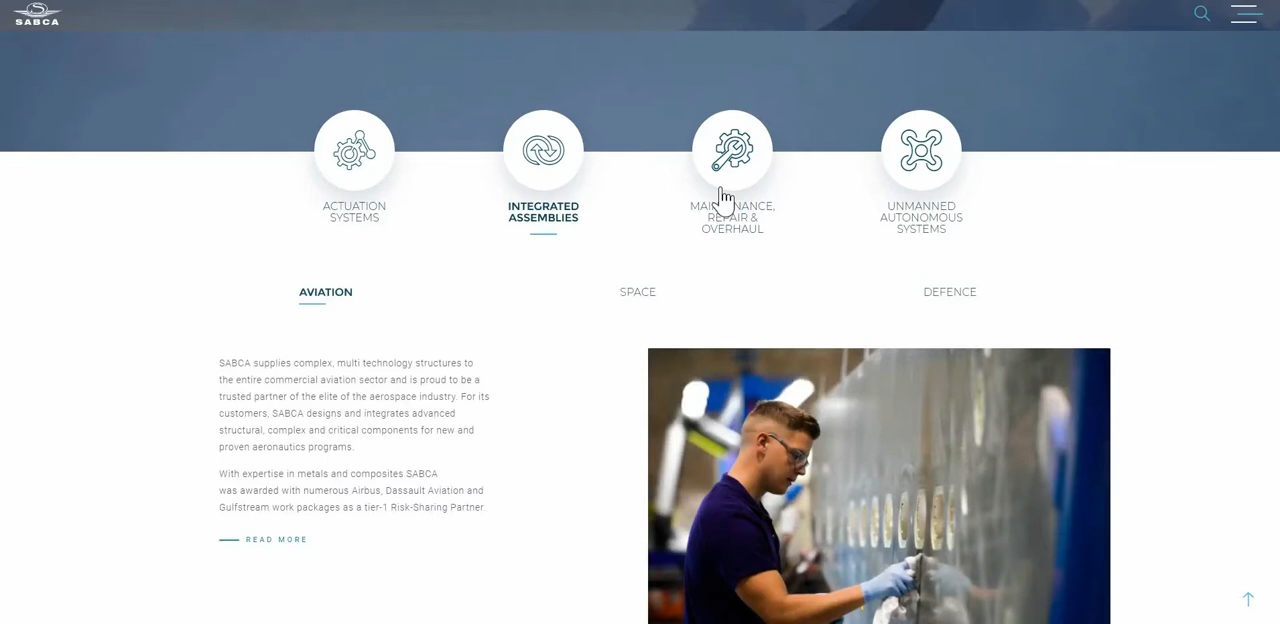 SABCA
ACTUATION
SYSTEMS
INTEGRATED
ASSEMBLIES
MAINTENANCE,
REPAIR &
OVERHAUL
UNMANNED
AUTONOMOUS
SYSTEMS
AVIATION
SPACE
DEFENCE
SABCA supplies complex, multi technology structures to
the entire commercial aviation sector and is proud to be a
trusted partner of the elite of the aerospace industry. For its
customers, SABCA designs and integrates advanced
structural, complex and critical components for new and
proven aeronautics programs.
With expertise in metals and composites SABCA
was awarded with numerous Airbus, Dassault Aviation and
Gulfstream work packages as a tier-1 Risk-Sharing Partner.
READ MORE